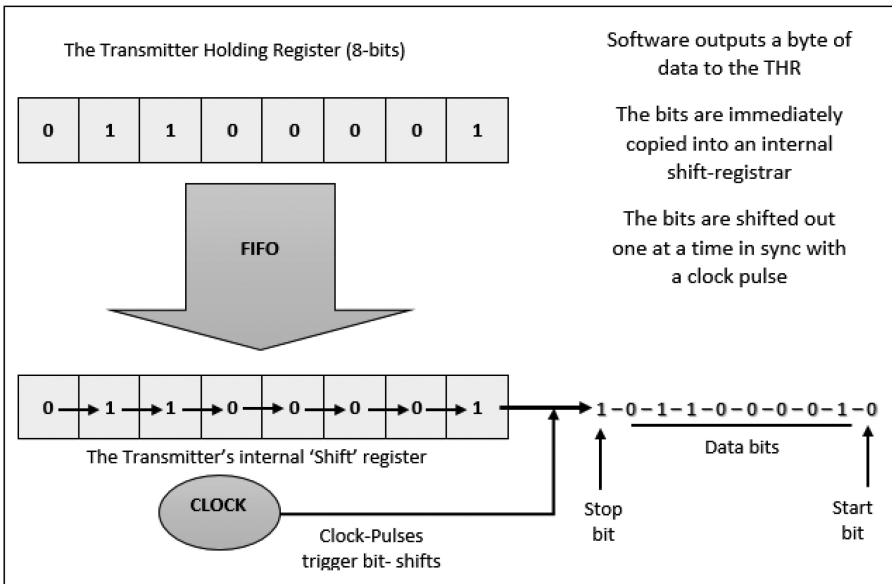 The Transmitter Holding Register (8-bits)
0 1 1 0 0 0 0 1
FIFO
0 1 1 0 0 0 0 1
The Transmitter's internal 'Shift' register
CLOCK
Clock-Pulses
trigger bit- shifts
Software outputs a byte of
data to the THR
The bits are immediately
copied into an internal
shift-registrar
The bits are shifted out
one at a time in sync with
a clock pulse
1-0-1-1-0-0-0-0-1-0
Data bits
Stop
bit
Start
bit